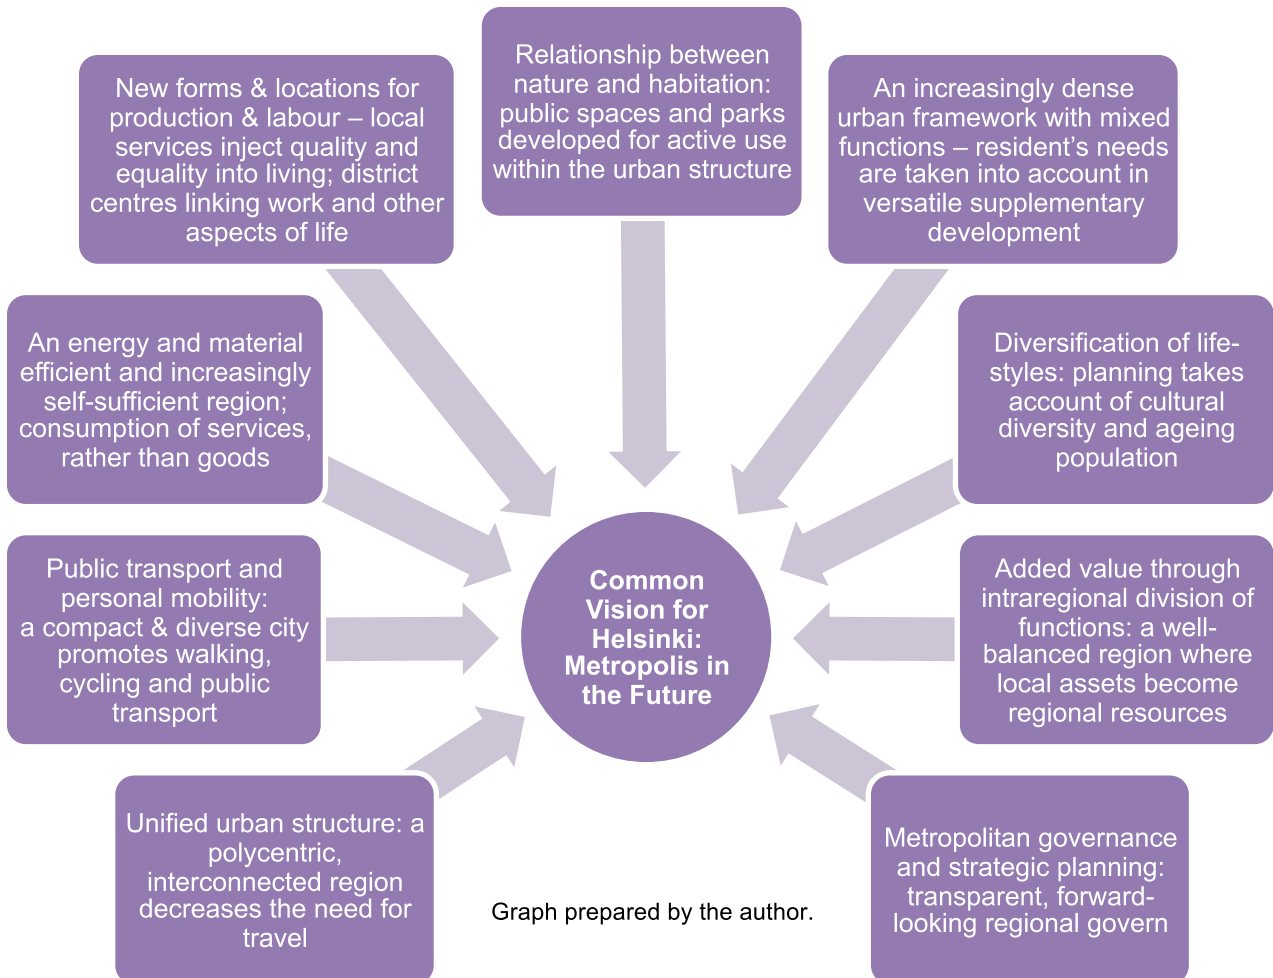 Relationship between
nature and habitation:
public spaces and parks
developed for active use
within the urban structure
New forms & locations for
production & labour – local
services inject quality and
equality into living; district
centres linking work and other
aspects of life
An increasingly dense
urban framework with mixed
functions – resident’s needs
are taken into account in
versatile supplementary
development
An energy and material
efficient and increasingly
self-sufficient region;
consumption of services,
rather than goods
Diversification of life-
styles: planning takes
account of cultural
diversity and ageing
population
Public transport and
personal mobility:
a compact & diverse city
promotes walking,
cycling and public
transport
Common
Vision for
Helsinki:
Metropolis in
the Future
Added value through
intraregional division of
functions: a well-
balanced region where
local assets become
regional resources
Unified urban structure: a
polycentric,
interconnected region
decreases the need for
travel
Metropolitan governance
and strategic planning:
transparent, forward-
looking regional govern
Graph prepared by the author.